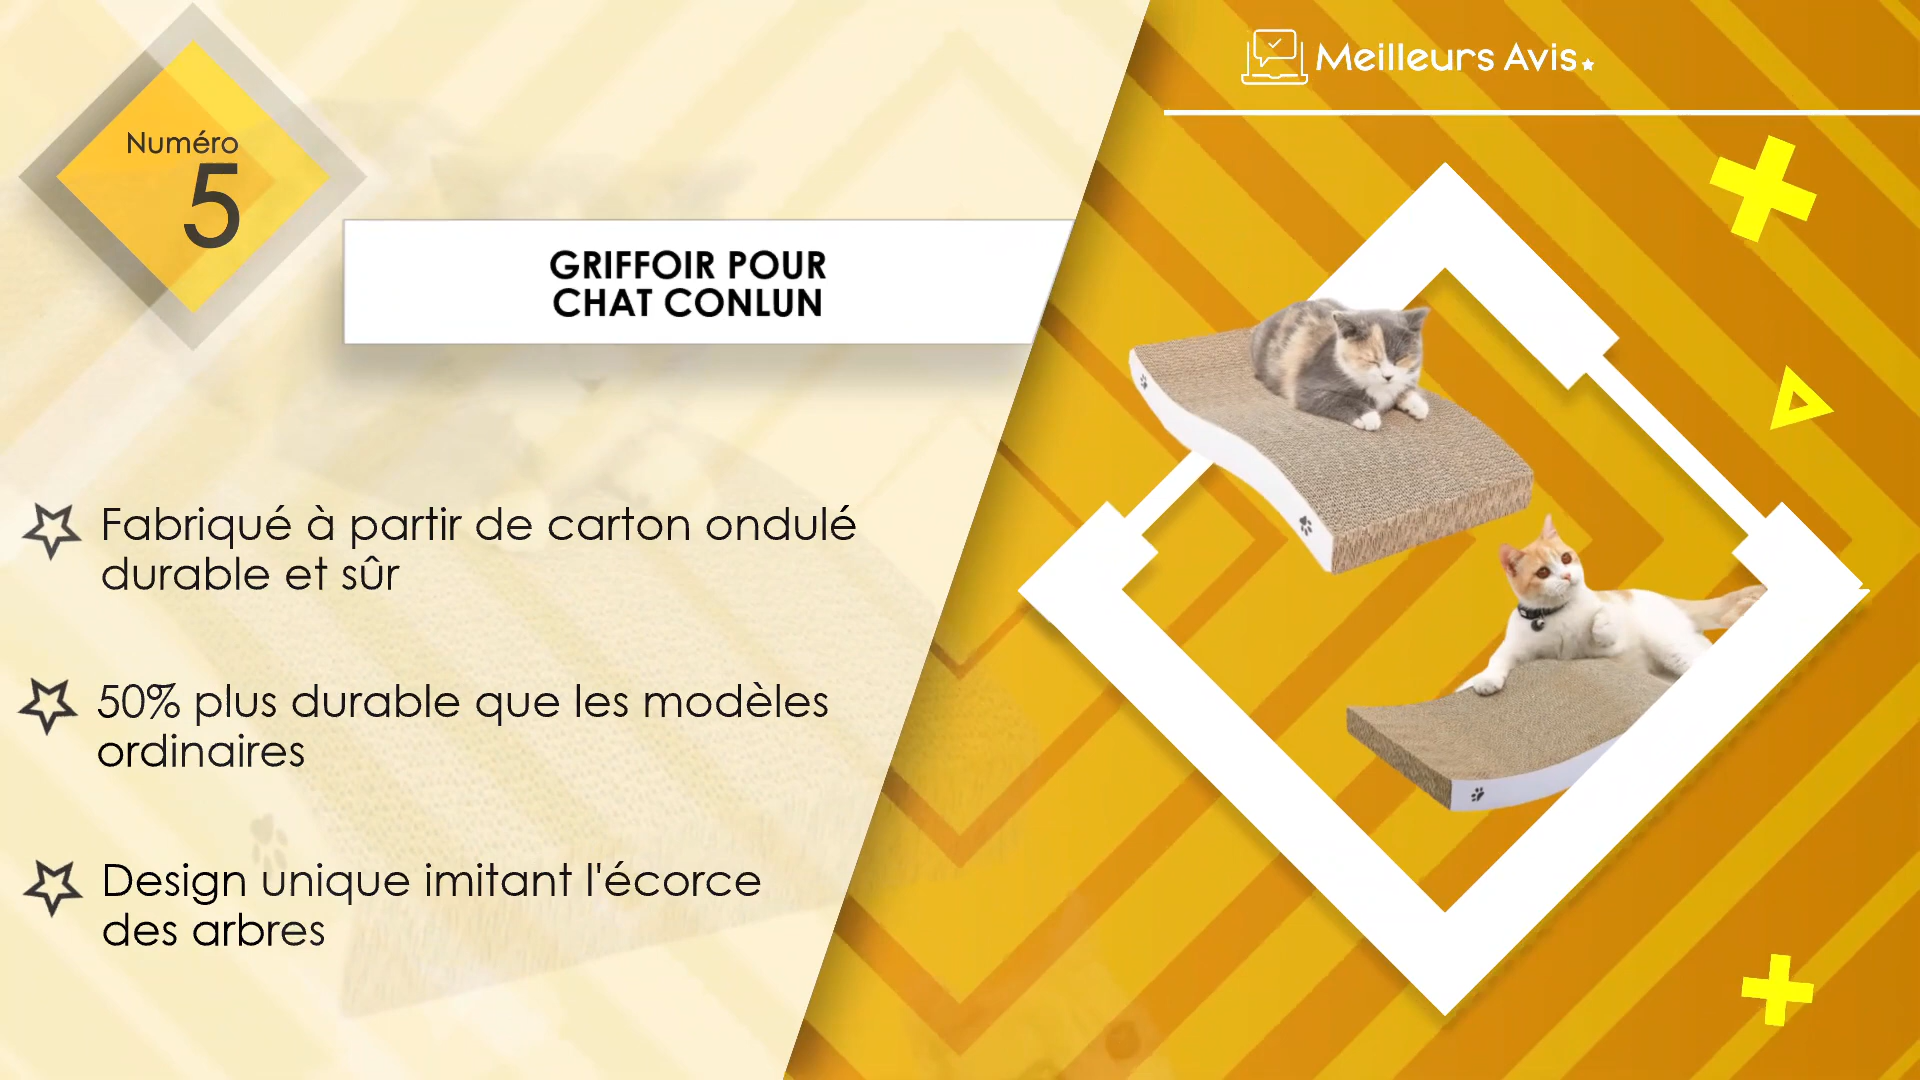 Numéro
5
Meilleurs Avis
GRIFFOIR POUR
CHAT CONLUN
Fabriqué à partir de carton ondulé
durable et sûr
50% plus durable que les modèles
ordinaires
Design unique imitant l'écorce
des arbres